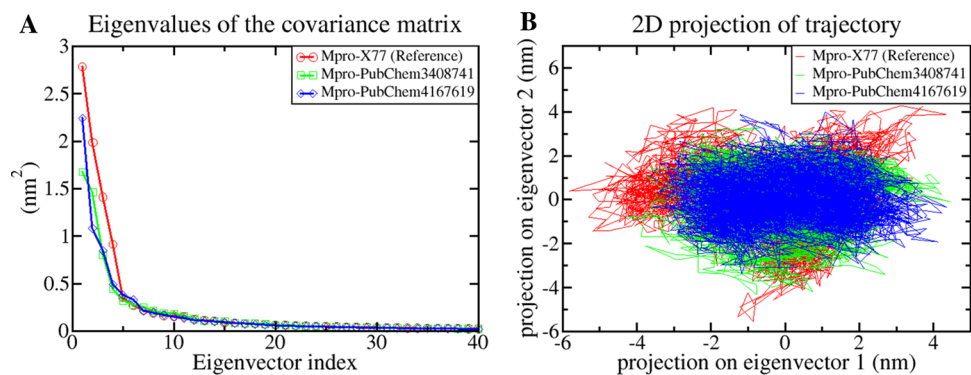 A
Eigenvalues of the covariance matrix
3
2.5
2
1.5
1
0.5
0
(nm²)
Mpro-X77 (Reference)
Mpro-PubChem3408741
Mpro-PubChem4167619
0 10 20 30 40
Eigenvector index
B
2D projection of trajectory
6
4
2
0
-2
-4
-6
projection on eigenvector 2 (nm)
Mpro-X77 (Reference)
Mpro-PubChem3408741
Mpro-PubChem4167619
-6 -4 -2 0 2 4
projection on eigenvector 1 (nm)